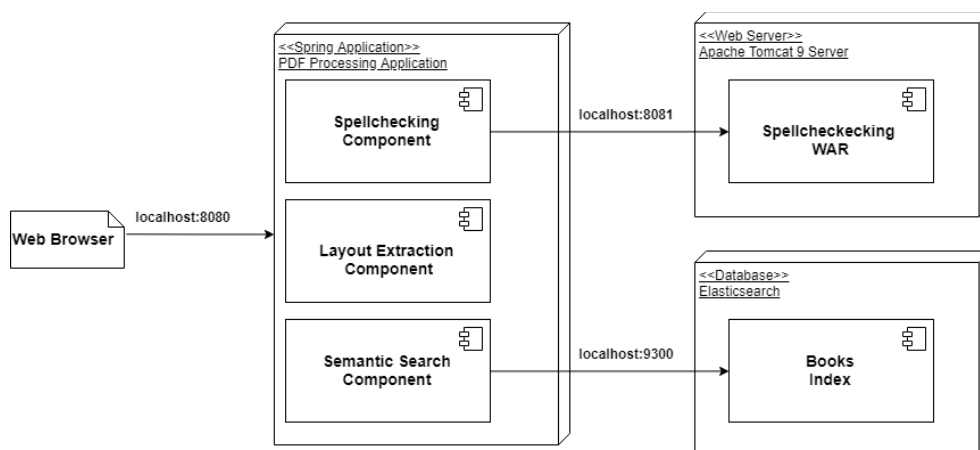 <<Spring Application>>
PDF Processing Application
Spellchecking
Component
Layout Extraction
Component
Semantic Search
Component
Web Browser
localhost:8080
localhost:8081
localhost:9300
<<Web Server>>
Apache Tomcat 9 Server
Spellcheckecking
WAR
<<Database>>
Elasticsearch
Books
Index